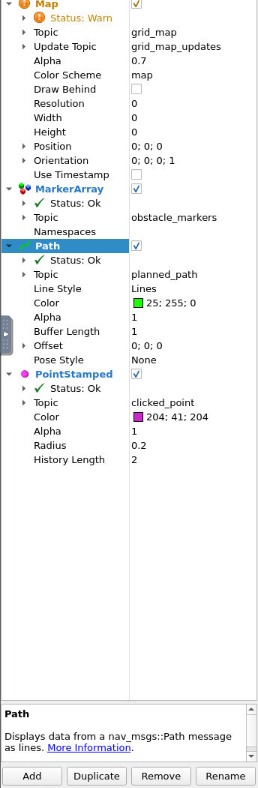 Map
Status: Warn
Topic grid_map
Update Topic grid_map_updates
Alpha 0.7
Color Scheme map
Draw Behind
Resolution 0
Width 0
Height 0
Position 0; 0; 0
Orientation 0; 0; 0; 1
Use Timestamp
MarkerArray
Status: Ok
Topic obstacle_markers
Namespaces
Path
Status: Ok
Topic planned_path
Line Style Lines
Color 25; 255; 0
Alpha 1
Buffer Length 1
Offset 0; 0; 0
Pose Style None
PointStamped
Status: Ok
Topic clicked_point
Color 204; 41; 204
Alpha 1
Radius 0.2
History Length 2
Path
Displays data from a nav_msgs::Path message
as lines. More Information.
Add Duplicate Remove Rename